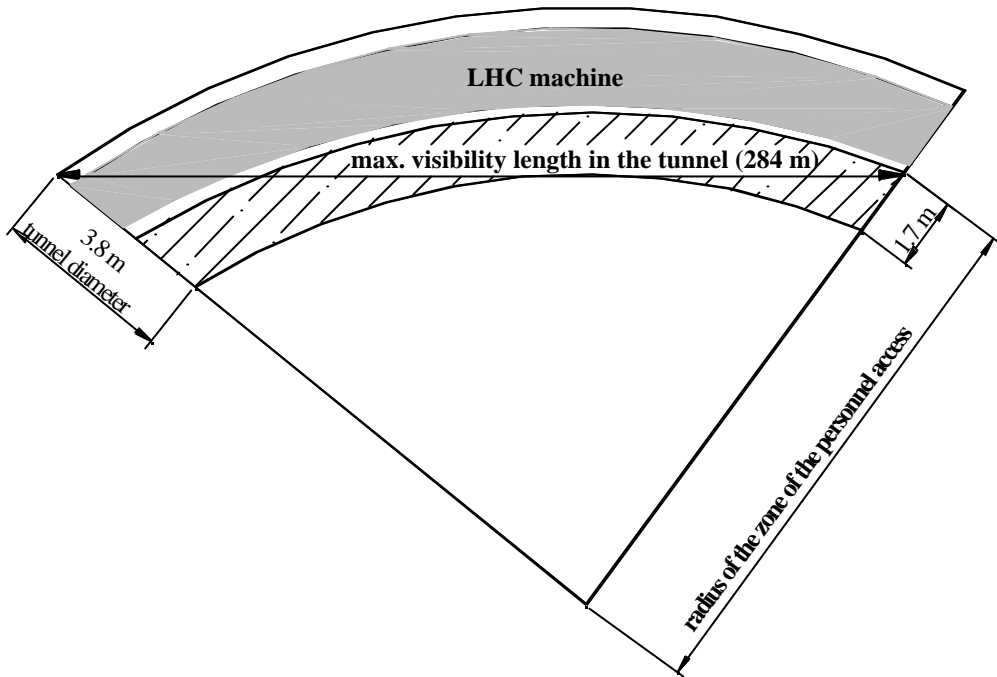 LHC machine
max. visibility length in the tunnel (284 m)
3.8 m
tunnel diameter
1.7 m
radius of the zone of the personnel access